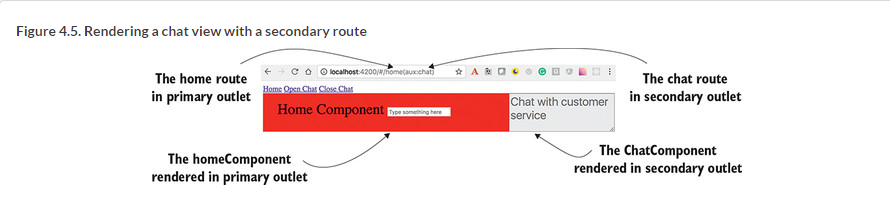 Figure 4.5. Rendering a chat view with a secondary route
The home route
in primary outlet
localhost:4200/#/home(aux:chat)
The chat route
in secondary outlet
Home Open Chat Close Chat
Home Component
Type something here
Chat with customer
service
The homeComponent
rendered in primary outlet
The ChatComponent
rendered in secondary outlet